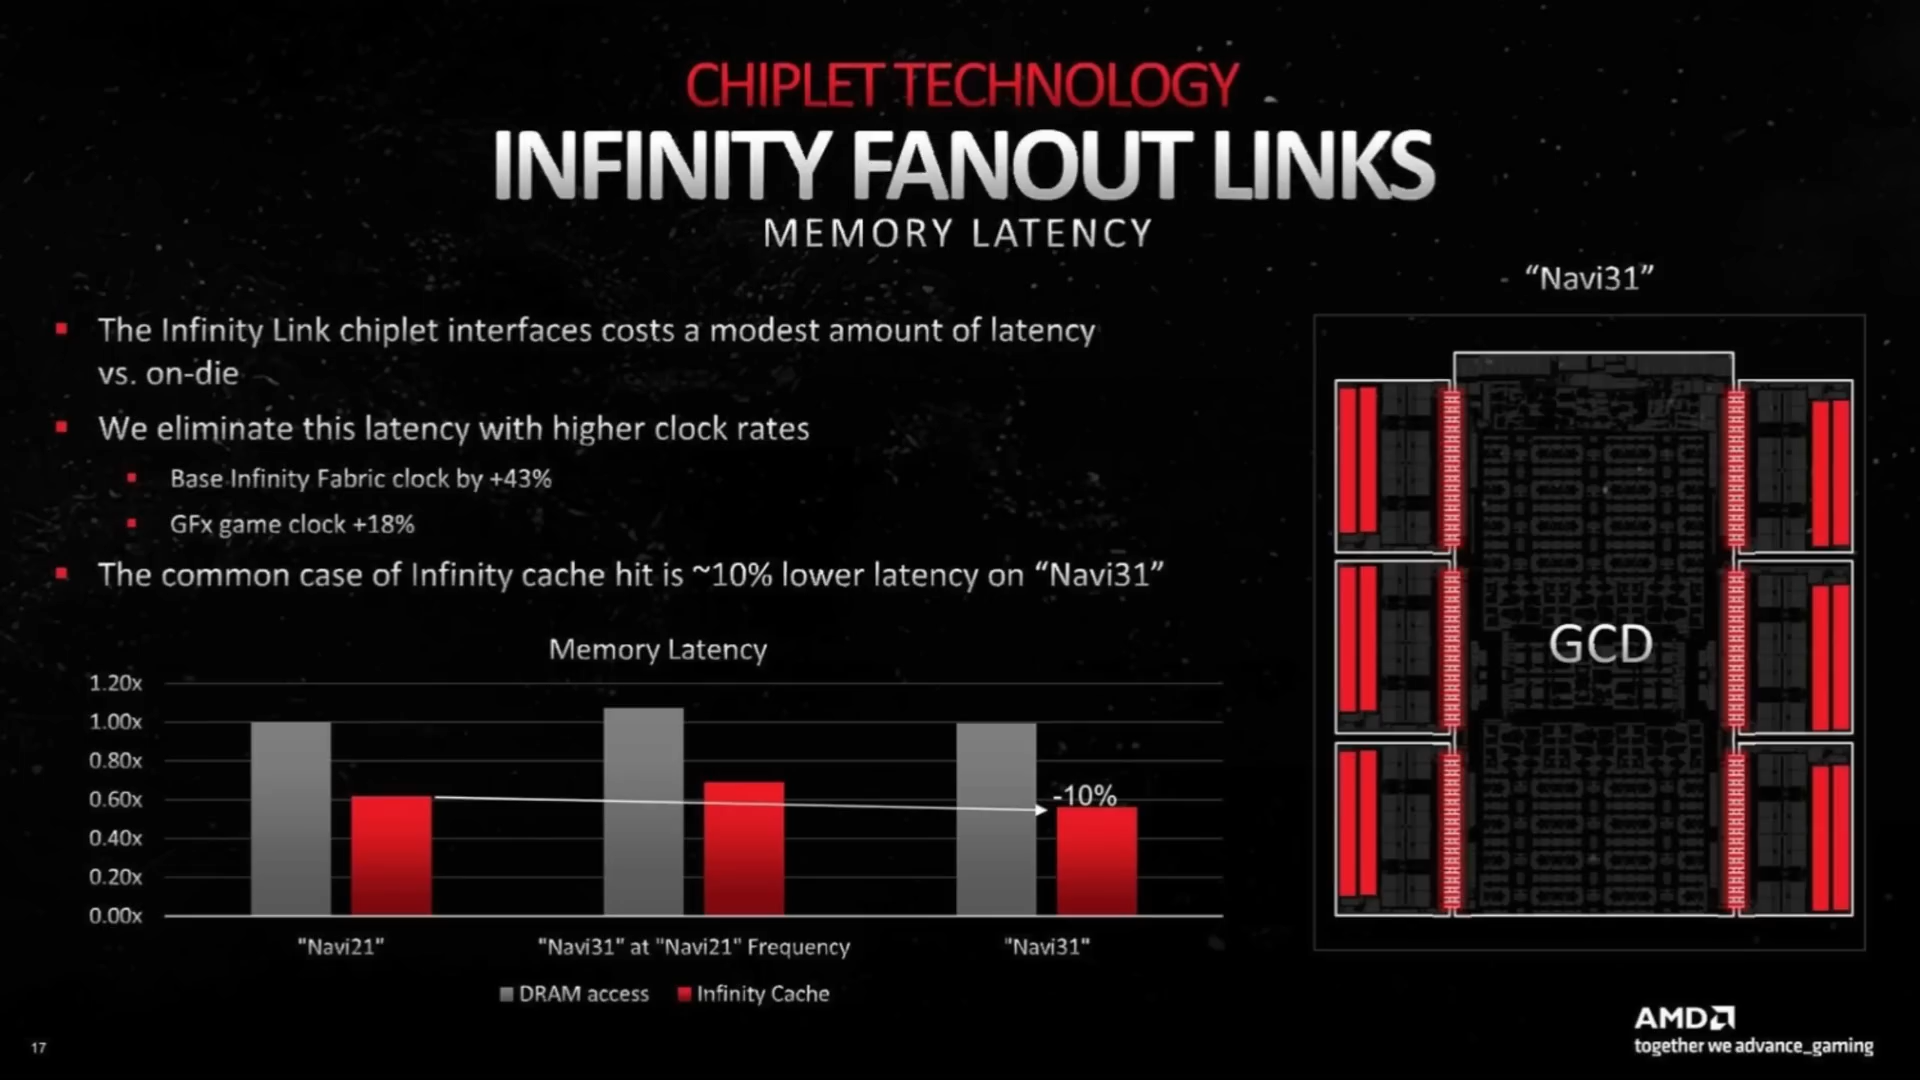 CHIPLET TECHNOLOGY
INFINITY FANOUT LINKS
MEMORY LATENCY
The Infinity Link chiplet interfaces costs a modest amount of latency
vs. on-die
We eliminate this latency with higher clock rates
Base Infinity Fabric clock by +43%
GFx game clock +18%
The common case of Infinity cache hit is ~10% lower latency on “Navi31”
Memory Latency
1.20x
1.00x
0.80x
0.60x
0.40x
0.20x
0.00x
-10%
"Navi21"
"Navi31" at "Navi21" Frequency
"Navi31"
DRAM access
Infinity Cache
“Navi31”
GCD
AMD
together we advance_gaming
17